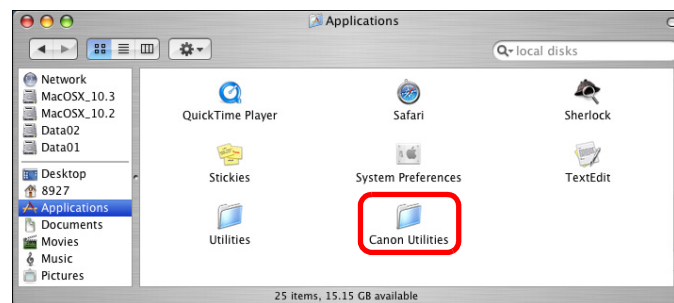 Applications
local disks
Network
MacOSX_10.3
MacOSX_10.2
Data02
Data01
Desktop
8927
Applications
Documents
Movies
Music
Pictures
QuickTime Player
Safari
Sherlock
Stickies
System Preferences
TextEdit
Utilities
Canon Utilities
25 items, 15.15 GB available